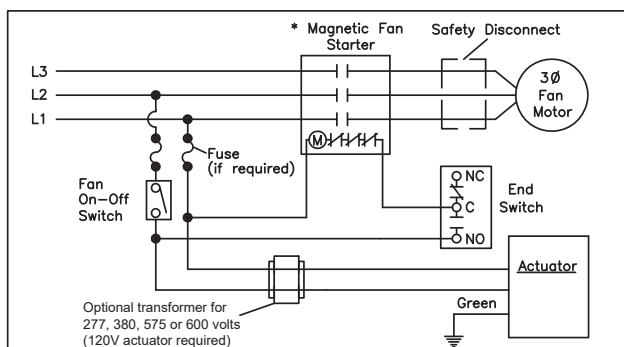 * Magnetic Fan
Starter
Safety Disconnect
L3
L2
L1
3Ø
Fan
Motor
M
Fuse
(if required)
Fan
On-Off
Switch
NC
C
NO
End
Switch
Actuator
Green
Optional transformer for
277, 380, 575 or 600 volts
(120V actuator required)